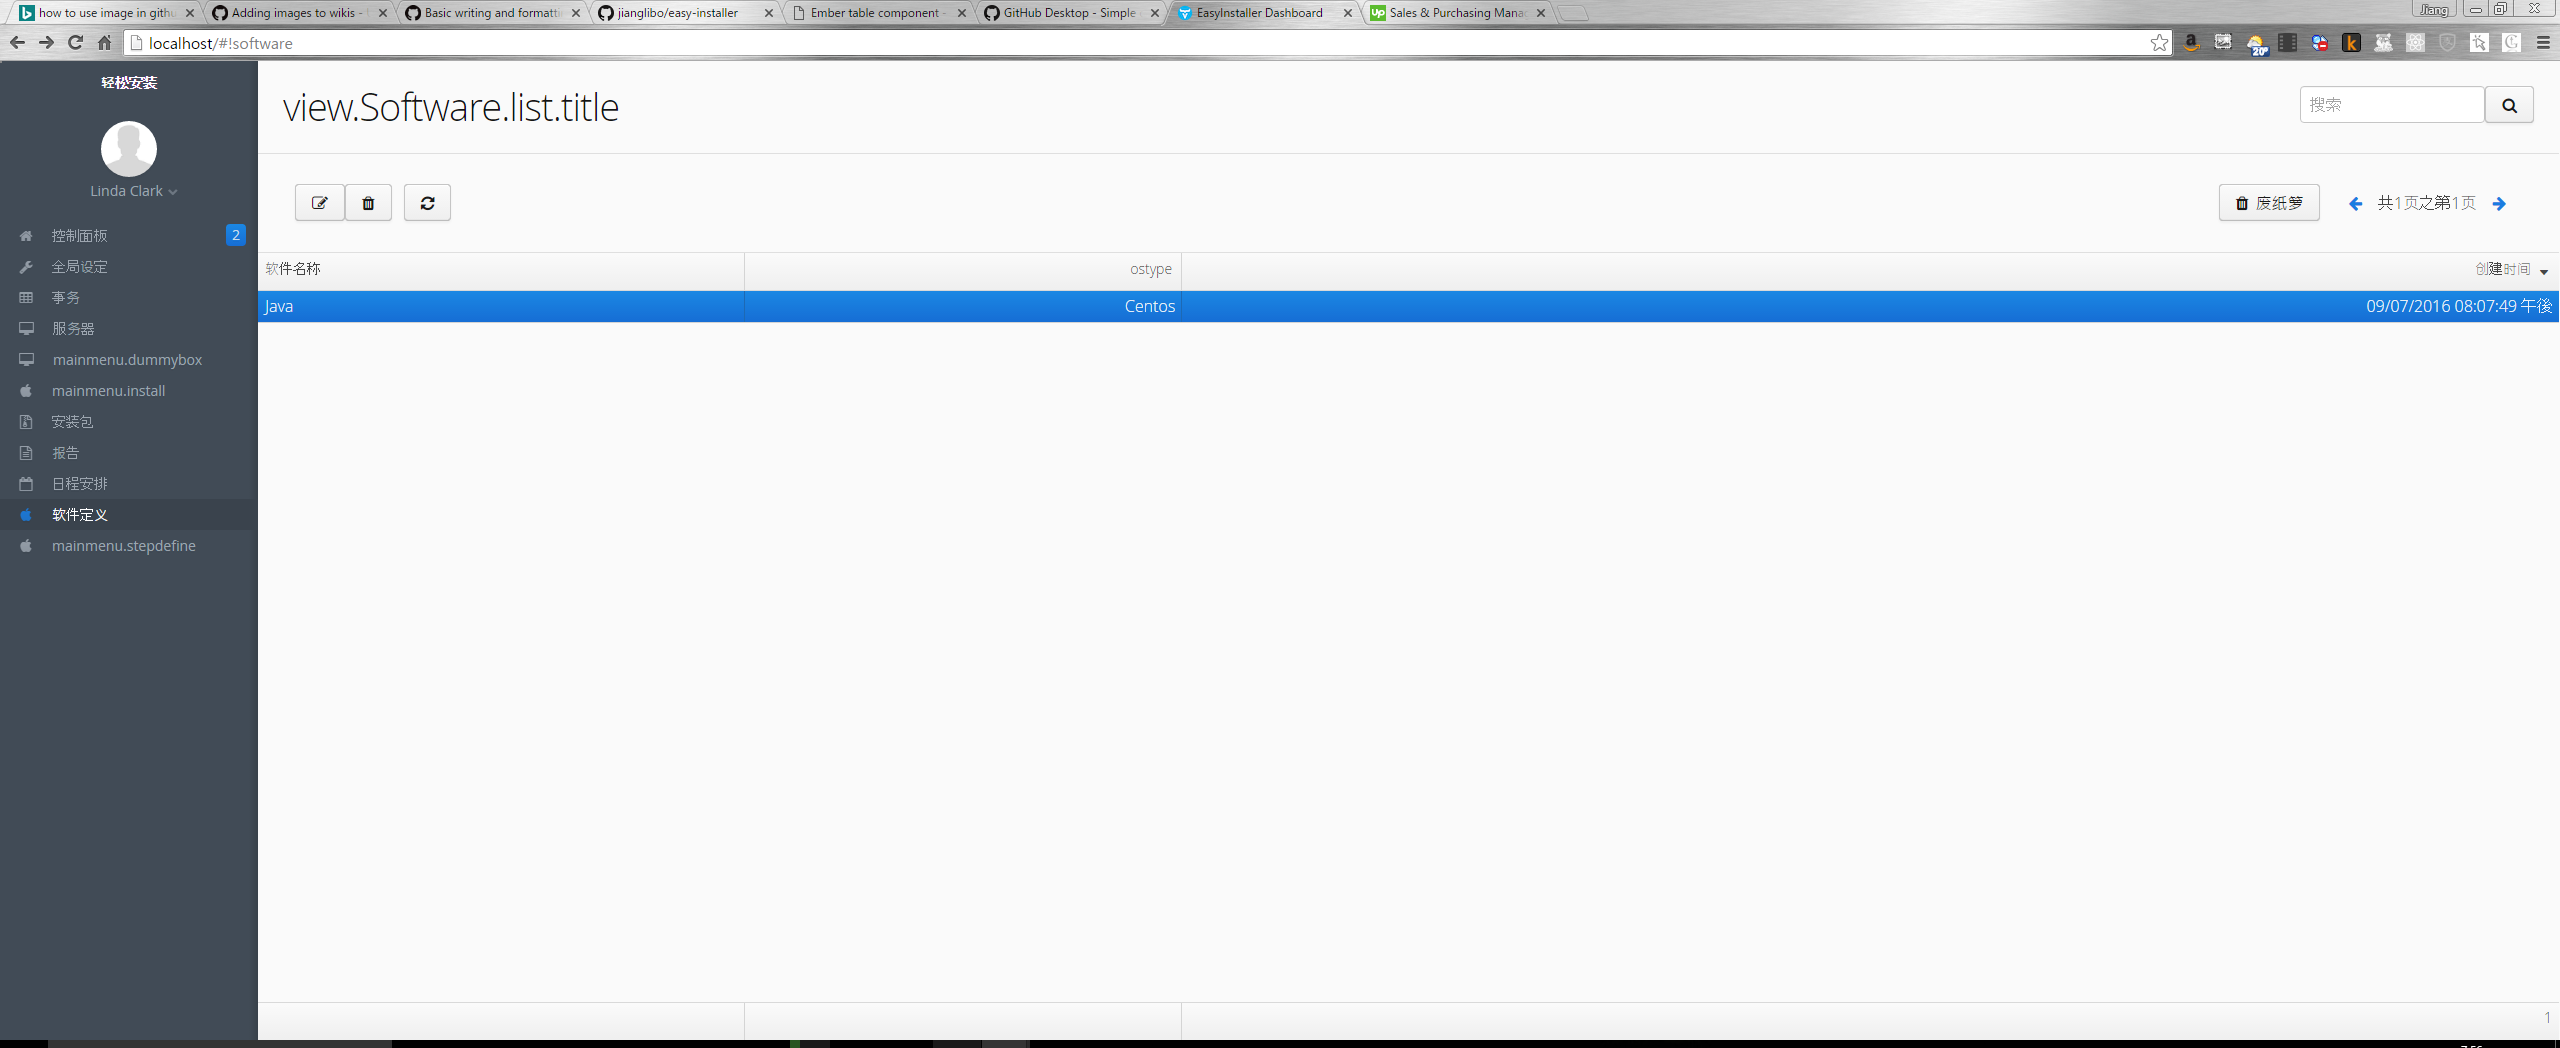 how to use image in githu
Adding images to wikis -
Basic writing and formatti
jianglibo/easy-installer
Ember table component -
GitHub Desktop - Simple
EasyInstaller Dashboard
Sales & Purchasing Mana
Jiang
localhost/#!software
20°
轻松安装
Linda Clark
控制面板 2
全局设定
事务
服务器
mainmenu.dummybox
mainmenu.install
安装包
报告
日程安排
软件定义
mainmenu.stepdefine
view.Software.list.title
搜索
废纸箩
共1页之第1页
软件名称 ostype 创建时间
Java Centos 09/07/2016 08:07:49 午後
1